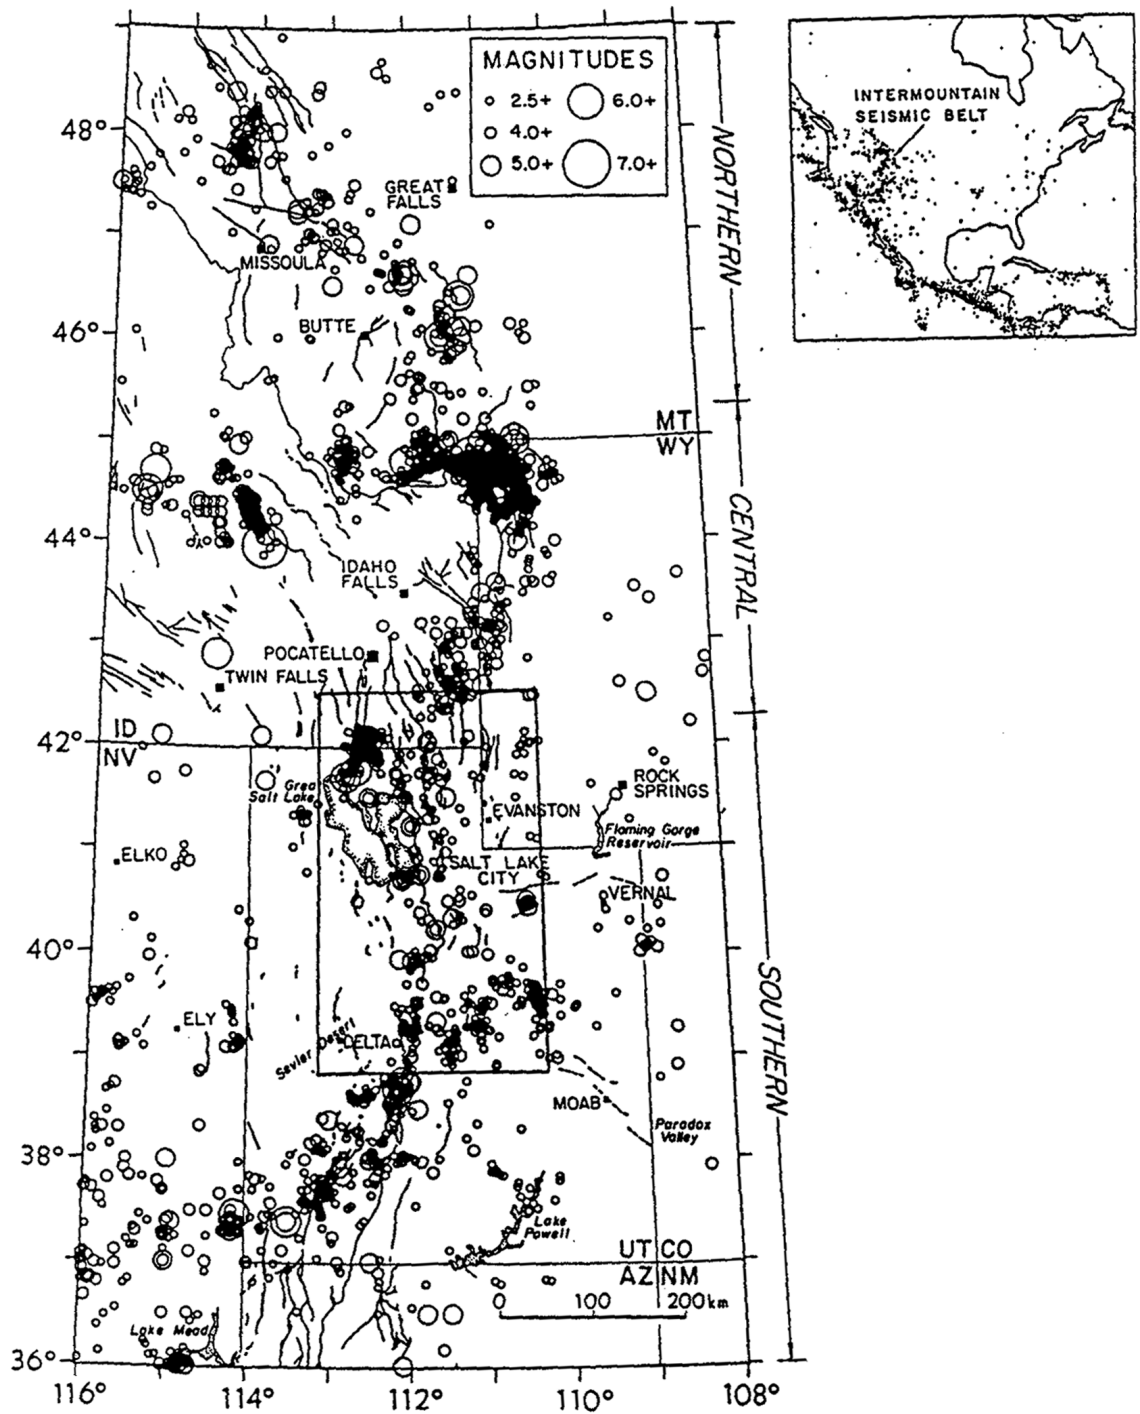 MAGNITUDES
2.5+
6.0+
4.0+
5.0+
7.0+
INTERMOUNTAIN
SEISMIC BELT
NORTHERN
48°
GREAT
FALLS
MISSOULA
46°
BUTTE
MT
WY
CENTRAL
44°
IDAHO
FALLS
POCATELLO
TWIN FALLS
42°
ID
NV
Great
Salt Lake
ROCK
SPRINGS
EVANSTON
Flaming Gorge
Reservoir
ELKO
SALT LAKE
CITY
VERNAL
40°
SOUTHERN
ELY
Sevier Desert
DELTA
MOAB
Paradox
Valley
38°
Lake
Powell
UT CO
AZ NM
0 100 200 km
Lake Mead
36°
116° 114° 112° 110° 108°